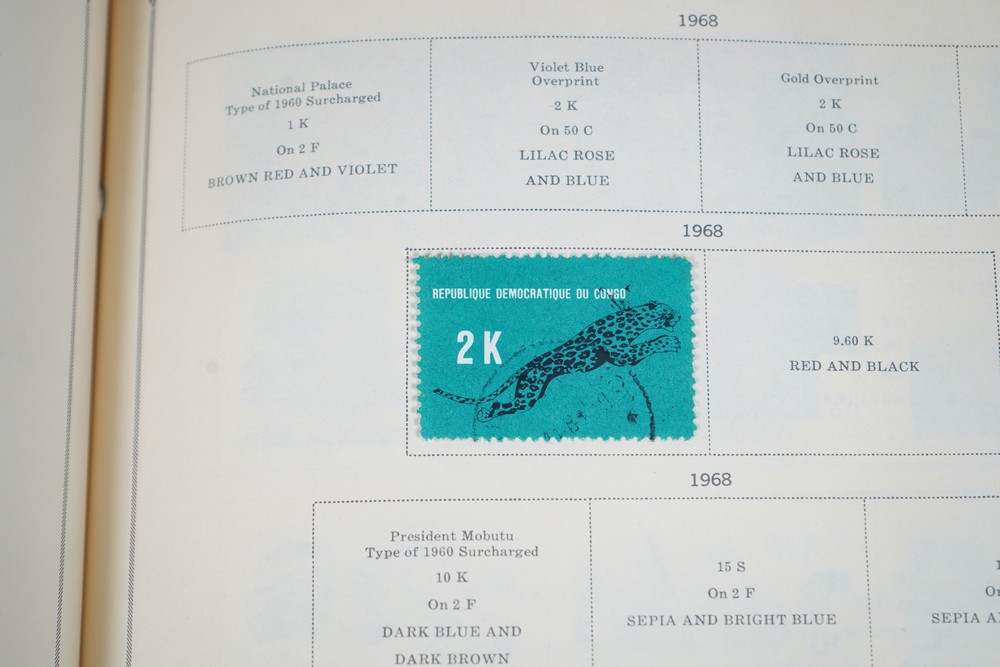 1968
National Palace
Type of 1960 Surcharged
1 K
On 2 F
BROWN RED AND VIOLET
Violet Blue
Overprint
2 K
On 50 C
LILAC ROSE
AND BLUE
Gold Overprint
2 K
On 50 C
LILAC ROSE
AND BLUE
1968
REPUBLIQUE DEMOCRATIQUE DU CONGO
2 K
9.60 K
RED AND BLACK
1968
President Mobutu
Type of 1960 Surcharged
10 K
On 2 F
DARK BLUE AND
DARK BROWN
15 S
On 2 F
SEPIA AND BRIGHT BLUE
SEPIA